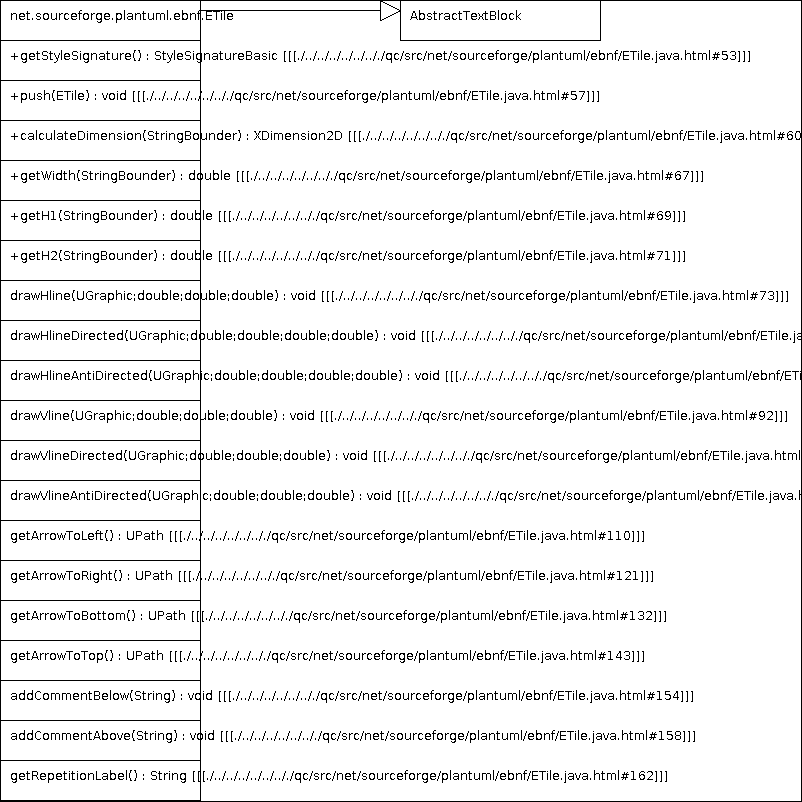 net.sourceforge.plantuml.ebnf.ETile
AbstractTextBlock
+getStyleSignature() : StyleSignatureBasic [[[./../../../../../../qc/src/net/sourceforge/plantuml/ebnf/ETile.java.html#53]]]
+push(ETile) : void [[[./../../../../../../qc/src/net/sourceforge/plantuml/ebnf/ETile.java.html#57]]]
+calculateDimension(StringBounder) : XDimension2D [[[./../../../../../../qc/src/net/sourceforge/plantuml/ebnf/ETile.java.html#60
+getWidth(StringBounder) : double [[[./../../../../../../qc/src/net/sourceforge/plantuml/ebnf/ETile.java.html#67]]]
+getH1(StringBounder) : double [[[./../../../../../../qc/src/net/sourceforge/plantuml/ebnf/ETile.java.html#69]]]
+getH2(StringBounder) : double [[[./../../../../../../qc/src/net/sourceforge/plantuml/ebnf/ETile.java.html#71]]]
drawHline(UGraphic;double;double;double) : void [[[./../../../../../../qc/src/net/sourceforge/plantuml/ebnf/ETile.java.html#73]]]
drawHlineDirected(UGraphic;double;double;double;double) : void [[[./../../../../../../qc/src/net/sourceforge/plantuml/ebnf/ETile.ja
drawHlineAntiDirected(UGraphic;double;double;double;double) : void [[[./../../../../../../qc/src/net/sourceforge/plantuml/ebnf/ETi
drawVline(UGraphic;double;double;double) : void [[[./../../../../../../qc/src/net/sourceforge/plantuml/ebnf/ETile.java.html#92]]]
drawVlineDirected(UGraphic;double;double;double) : void [[[./../../../../../../qc/src/net/sourceforge/plantuml/ebnf/ETile.java.html
drawVlineAntiDirected(UGraphic;double;double;double) : void [[[./../../../../../../qc/src/net/sourceforge/plantuml/ebnf/ETile.java.h
getArrowToLeft() : UPath [[[./../../../../../../qc/src/net/sourceforge/plantuml/ebnf/ETile.java.html#110]]]
getArrowToRight() : UPath [[[./../../../../../../qc/src/net/sourceforge/plantuml/ebnf/ETile.java.html#121]]]
getArrowToBottom() : UPath [[[./../../../../../../qc/src/net/sourceforge/plantuml/ebnf/ETile.java.html#132]]]
getArrowToTop() : UPath [[[./../../../../../../qc/src/net/sourceforge/plantuml/ebnf/ETile.java.html#143]]]
addCommentBelow(String) : void [[[./../../../../../../qc/src/net/sourceforge/plantuml/ebnf/ETile.java.html#154]]]
addCommentAbove(String) : void [[[./../../../../../../qc/src/net/sourceforge/plantuml/ebnf/ETile.java.html#158]]]
getRepetitionLabel() : String [[[./../../../../../../qc/src/net/sourceforge/plantuml/ebnf/ETile.java.html#162]]]